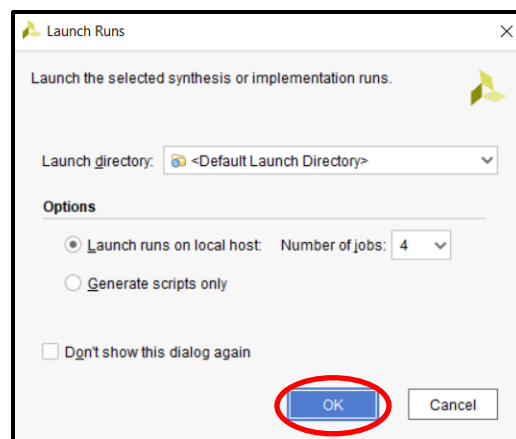 Launch Runs
Launch the selected synthesis or implementation runs.
Launch directory: <Default Launch Directory>
Options
Launch runs on local host: Number of jobs: 4
Generate scripts only
Don't show this dialog again
OK Cancel